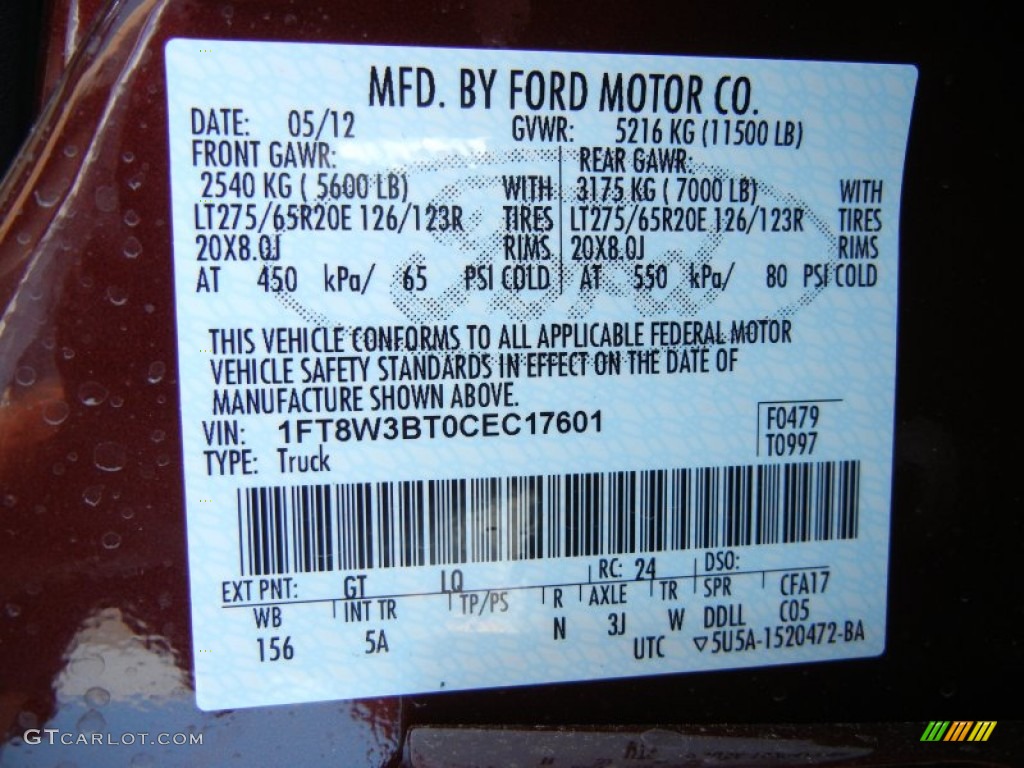 MFD. BY FORD MOTOR CO.
DATE: 05/12 GVWR: 5216 KG (11500 LB)
FRONT GAWR: REAR GAWR:
2540 KG ( 5600 LB) WITH 3175 KG ( 7000 LB) WITH
LT275/65R20E 126/123R TIRES LT275/65R20E 126/123R TIRES
20X8.0J RIMS 20X8.0J RIMS
AT 450 kPa/ 65 PSI COLD AT 550 kPa/ 80 PSI COLD
THIS VEHICLE CONFORMS TO ALL APPLICABLE FEDERAL MOTOR
VEHICLE SAFETY STANDARDS IN EFFECT ON THE DATE OF
MANUFACTURE SHOWN ABOVE.
VIN: 1FT8W3BT0CEC17601 F0479
TYPE: Truck T0997
EXT PNT: GT LQ RC: 24 DSO:
WB INT TR TP/PS R AXLE TR SPR CFA17
156 5A N 3J W DDLL C05
UTC ▽5U5A-1520472-BA
GTCARLOT.COM